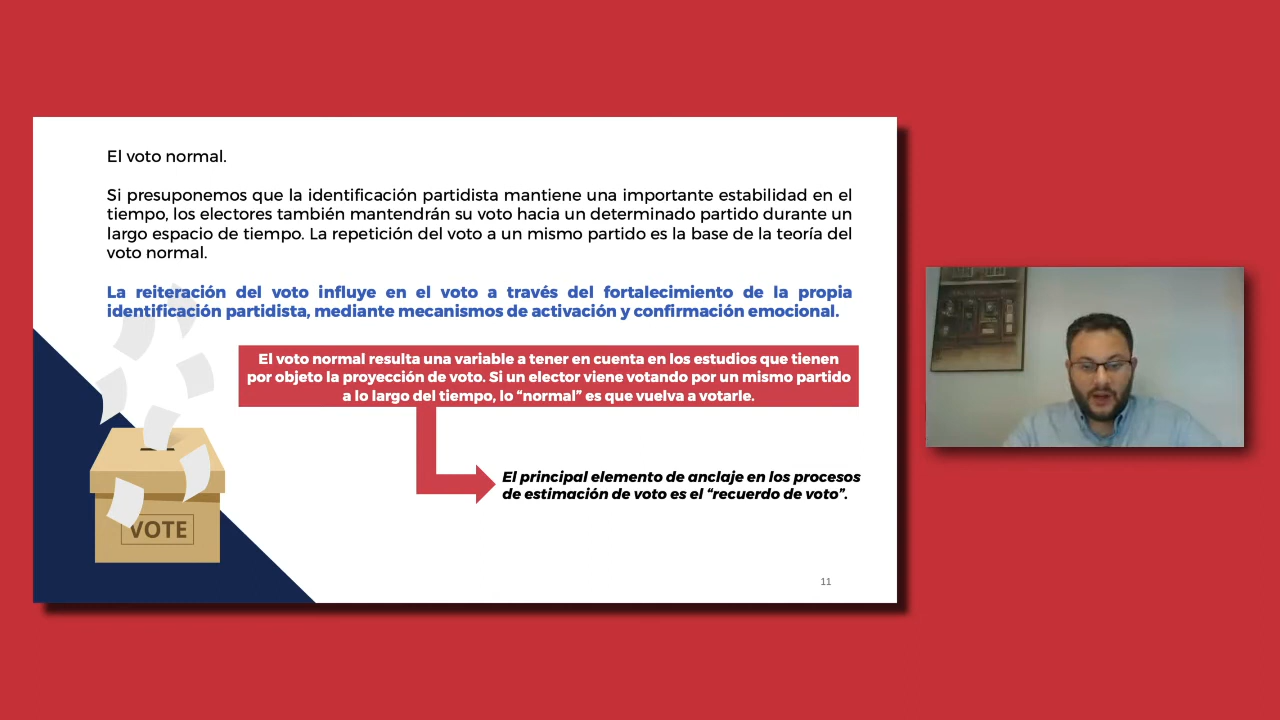 El voto normal.
Si presuponemos que la identificación partidista mantiene una importante estabilidad en el
tiempo, los electores también mantendrán su voto hacia un determinado partido durante un
largo espacio de tiempo. La repetición del voto a un mismo partido es la base de la teoría del
voto normal.
La reiteración del voto influye en el voto a través del fortalecimiento de la propia
identificación partidista, mediante mecanismos de activación y confirmación emocional.
El voto normal resulta una variable a tener en cuenta en los estudios que tienen
por objeto la proyección de voto. Si un elector viene votando por un mismo partido
a lo largo del tiempo, lo “normal” es que vuelva a votarle.
El principal elemento de anclaje en los procesos
de estimación de voto es el “recuerdo de voto”.
VOTE
11